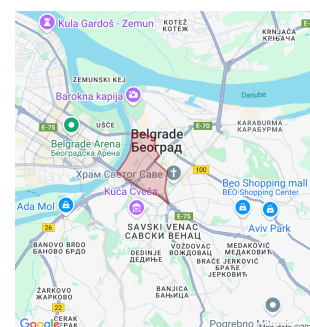 Kula Gardoš - Zemun
KOTEŽ
КОТЕЖ
KRNJAČA
КРЊАЧА
ZEMUNSKI KEJ
Barokna kapija
Danube
E-75
UŠĆE
Belgrade Arena
Београдска Арена
Belgrade
Београд
E-70
KARABURMA
КАРАБУРМА
Храм Светог Саве
100
Kuća Cveća
Beo Shopping mall
BEO Shopping Center
Ada Mol
E-75
Aviv Park
SAVSKI VENAC
САВСКИ ВЕНАЦ
BANOVO BRDO
БАНОВО БРДО
DEDINJE
ДЕДИЊЕ
VOŽDOVAC
ВОЖДОВАЦ
MEDAKOVIĆ
МЕДАКОВИЋ
BRAĆE JERKOVIĆ
БРАЋЕ
ЈЕРКОВИЋ
ŽARKOVO
ЖАРКОВО
BANJICA
БАЊИЦА
CERAK
ЦЕРАК
Google